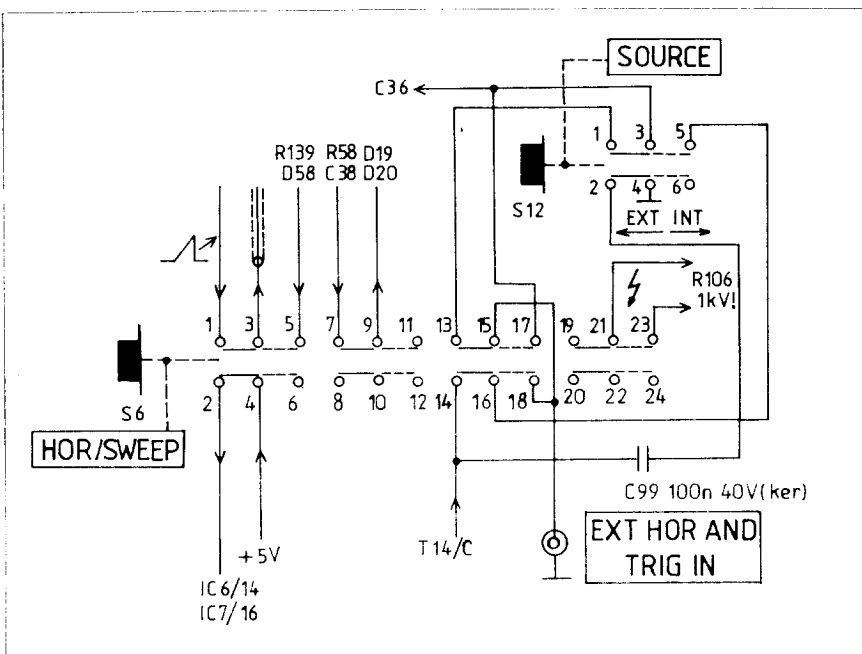 SOURCE
C36
1 3 5
R139 R58 D19
D58 C38 D20
2 4 6
S12
EXT INT
R106
1kV!
1 3 5 7 9 11 13 15 17 19 21 23
2 4 6 8 10 12 14 16 18 20 22 24
S6
HOR/SWEEP
C99 100n 40V(ker)
+5V
T14/C
EXT HOR AND
TRIG IN
IC6/14
IC7/16